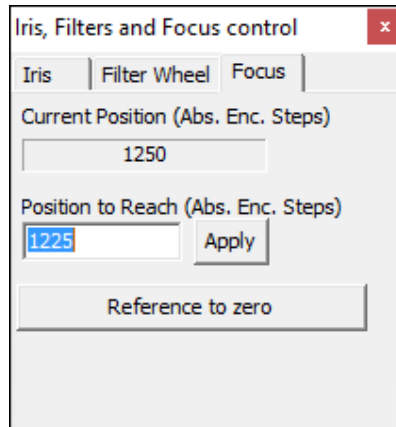 Iris, Filters and Focus control
x
Iris Filter Wheel Focus
Current Position (Abs. Enc. Steps)
1250
Position to Reach (Abs. Enc. Steps)
1225 Apply
Reference to zero